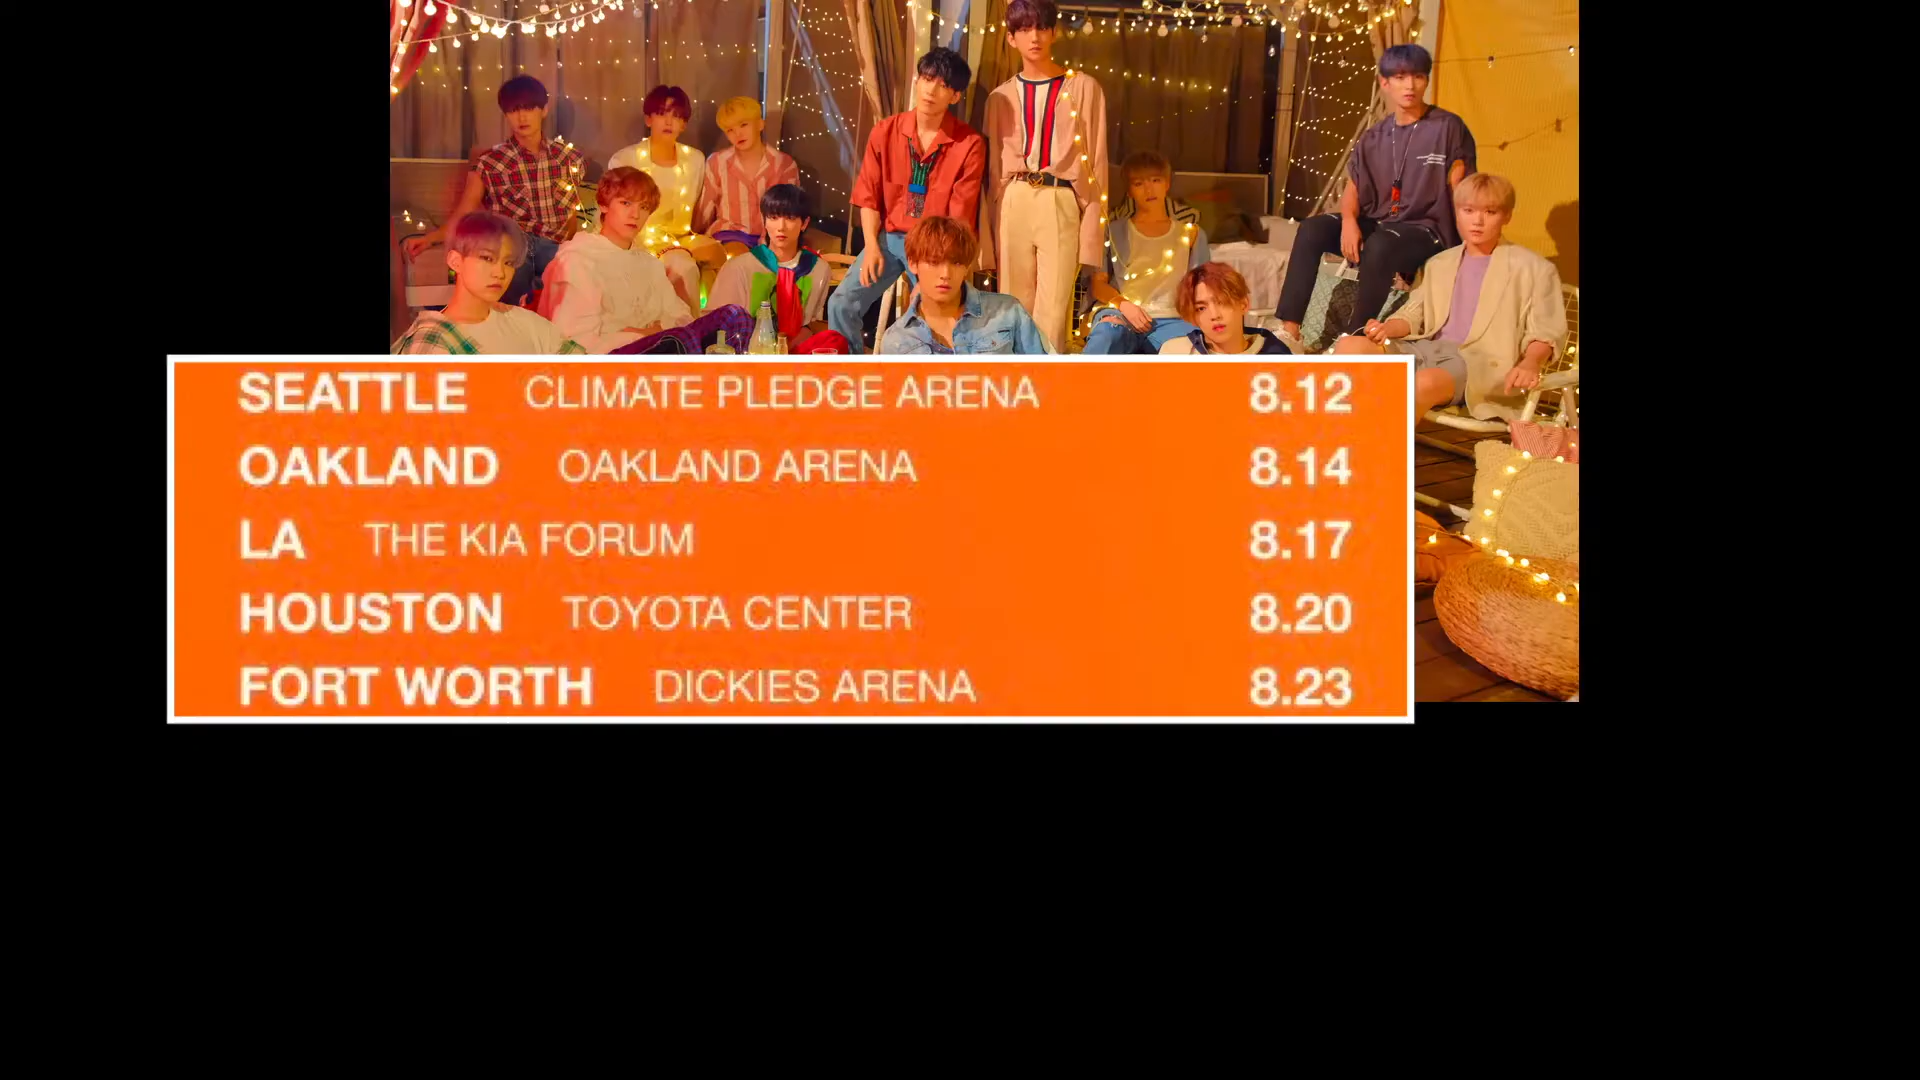 SEATTLE CLIMATE PLEDGE ARENA 8.12
OAKLAND OAKLAND ARENA 8.14
LA THE KIA FORUM 8.17
HOUSTON TOYOTA CENTER 8.20
FORT WORTH DICKIES ARENA 8.23